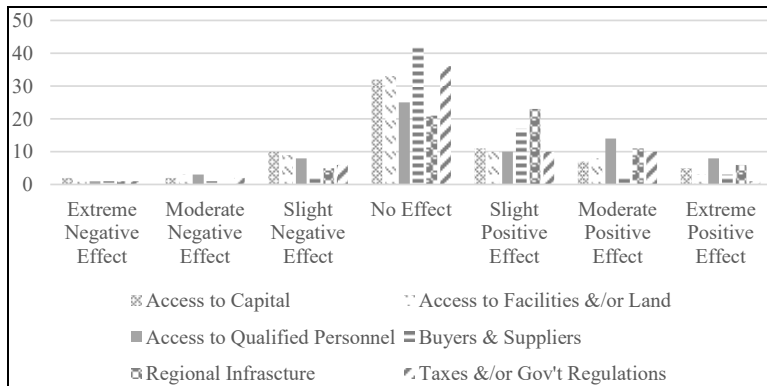 50
40
30
20
10
0
Extreme Negative Effect
Moderate Negative Effect
Slight Negative Effect
No Effect
Slight Positive Effect
Moderate Positive Effect
Extreme Positive Effect
Access to Capital
Access to Facilities &/or Land
Access to Qualified Personnel
Buyers & Suppliers
Regional Infrascture
Taxes &/or Gov't Regulations